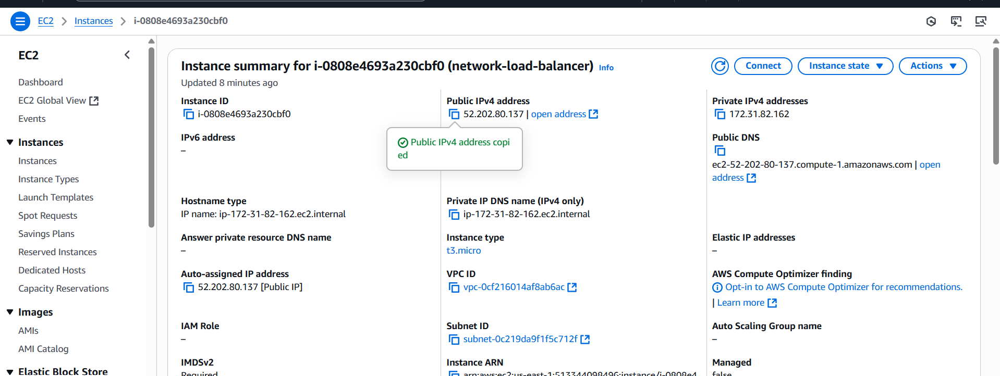 EC2 > Instances > i-0808e4693a230cbf0
EC2
Dashboard
EC2 Global View
Events
Instances
Instances
Instance Types
Launch Templates
Spot Requests
Savings Plans
Reserved Instances
Dedicated Hosts
Capacity Reservations
Images
AMIs
AMI Catalog
Elastic Block Store
Instance summary for i-0808e4693a230cbf0 (network-load-balancer) Info
Connect
Instance state
Actions
Updated 8 minutes ago
Instance ID
i-0808e4693a230cbf0
Public IPv4 address
52.202.80.137 | open address
Public IPv4 address copi
ed
Private IPv4 addresses
172.31.82.162
IPv6 address
–
Public DNS
ec2-52-202-80-137.compute-1.amazonaws.com | open
address
Hostname type
IP name: ip-172-31-82-162.ec2.internal
Private IP DNS name (IPv4 only)
ip-172-31-82-162.ec2.internal
Answer private resource DNS name
–
Instance type
t3.micro
Elastic IP addresses
–
Auto-assigned IP address
52.202.80.137 [Public IP]
VPC ID
vpc-0cf216014af8ab6ac
AWS Compute Optimizer finding
Opt-in to AWS Compute Optimizer for recommendations.
| Learn more
IAM Role
–
Subnet ID
subnet-0c219da9f1f5c712f
Auto Scaling Group name
–
IMDSv2
Required
Instance ARN
arn:aws:ec2:us-east-1:513344098496:instance/i-0808e4
Managed
false